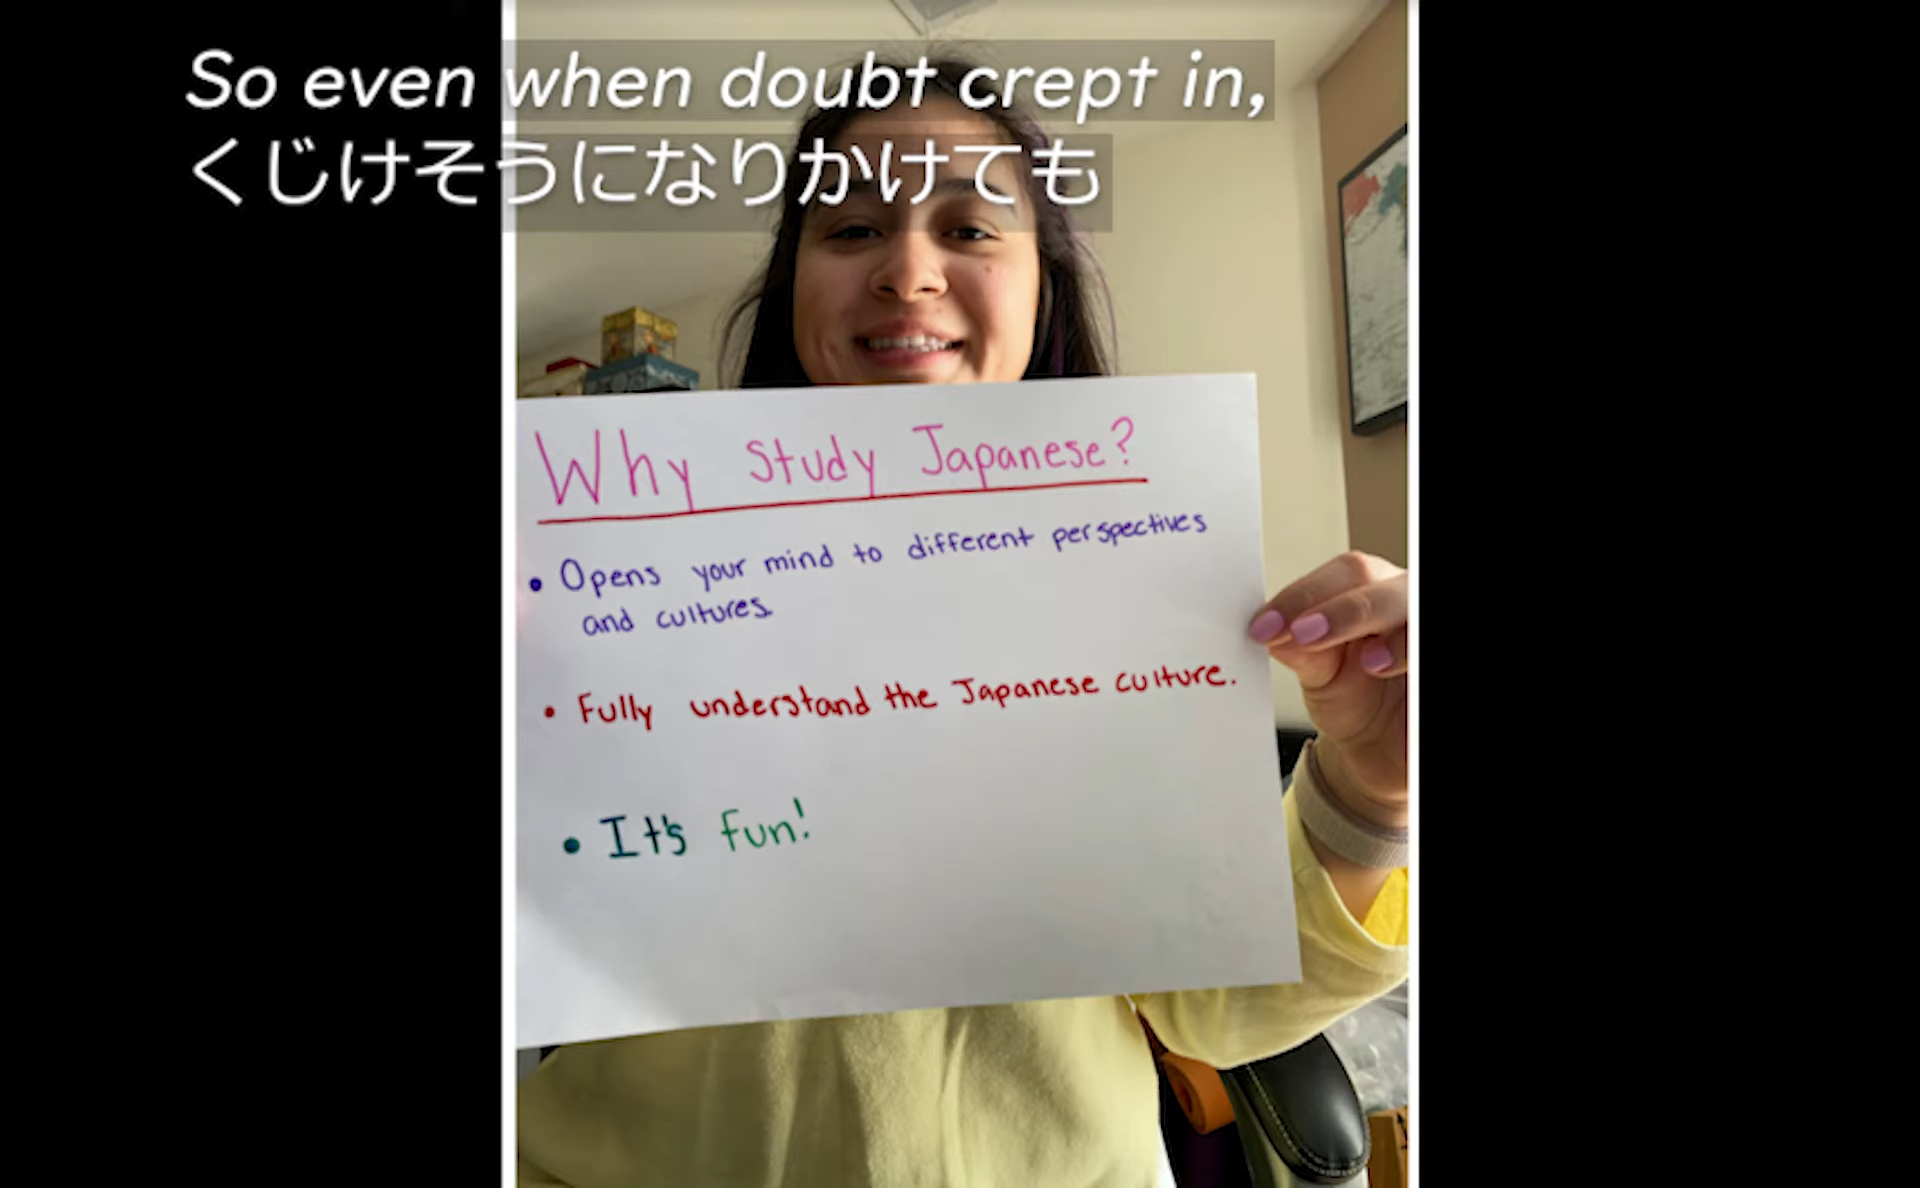 So even when doubt crept in,
くじけそうになりかけても
Why Study Japanese?
• Opens your mind to different perspectives
and cultures.
• Fully understand the Japanese culture.
• It's fun!